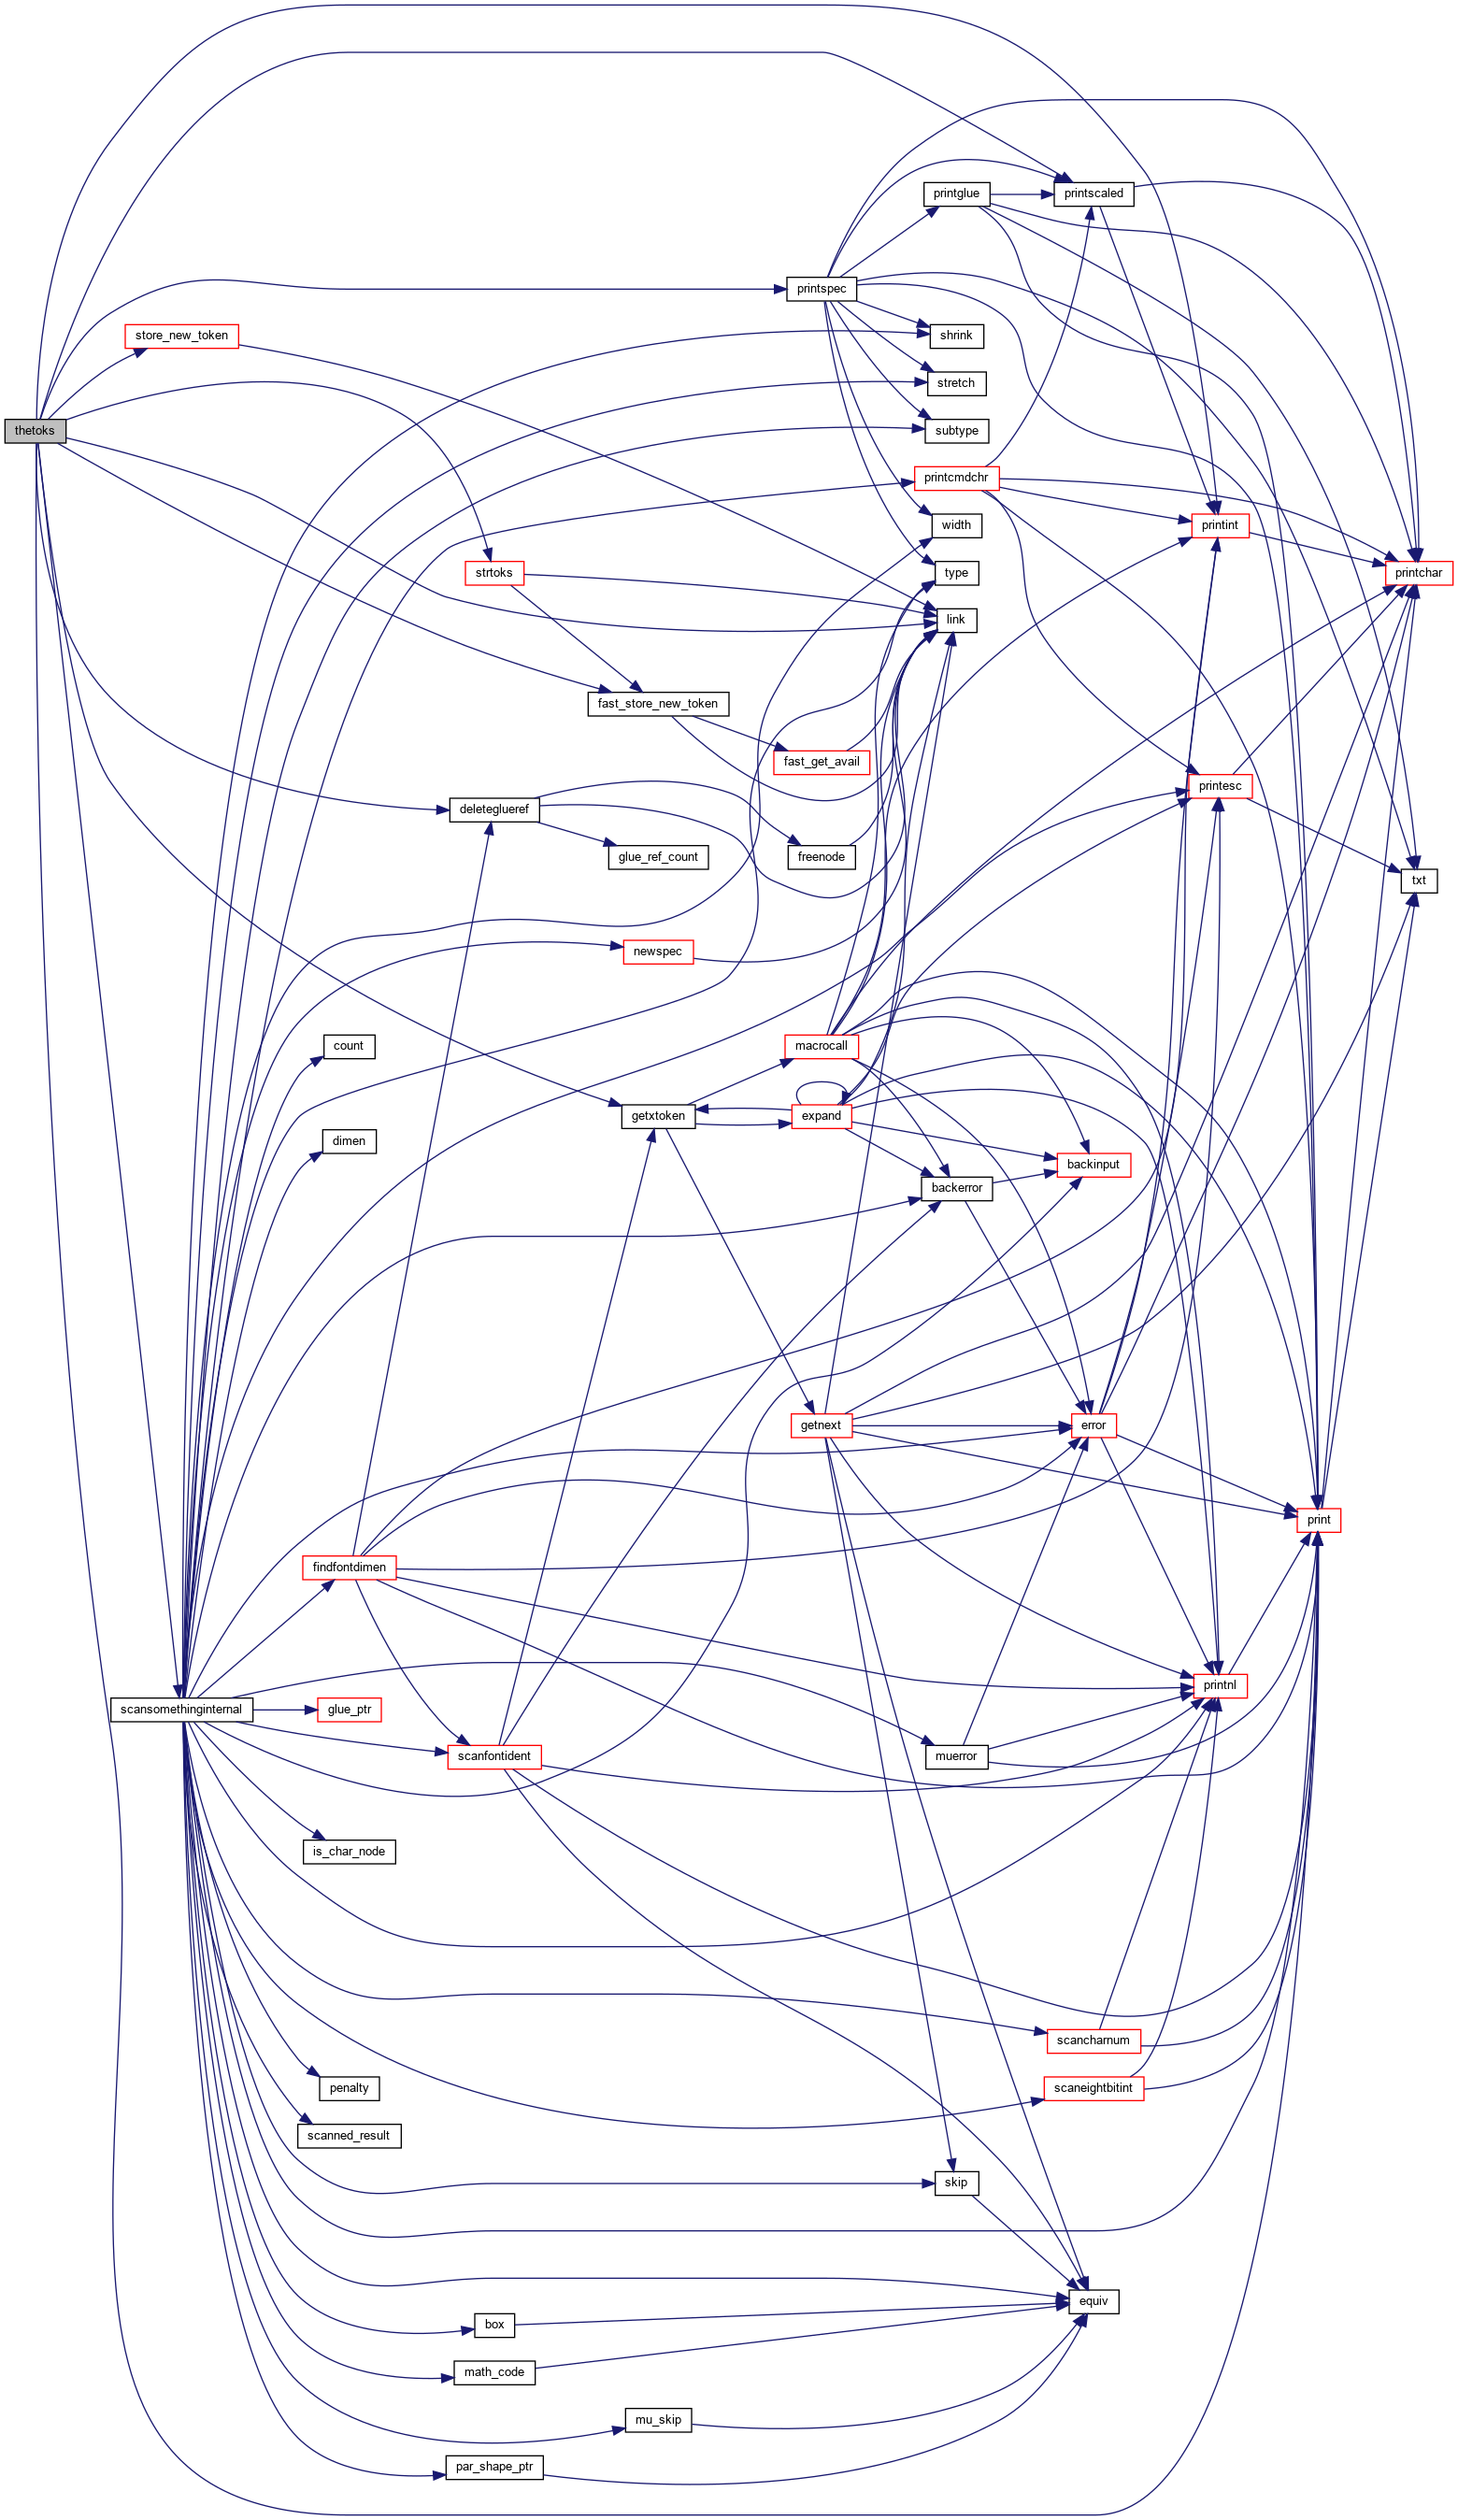 printglue
printscaled
printspec
shrink
store_new_token
stretch
thetoks
subtype
printcmdchr
width
printint
strtoks
type
printchar
link
fast_store_new_token
fast_get_avail
printesc
deleteglueref
glue_ref_count
freenode
txt
newspec
count
macrocall
getxtoken
expand
dimen
backinput
backerror
getnext
error
print
findfontdimen
printnl
scansomethinginternal
glue_ptr
scanfontident
muerror
is_char_node
scancharnum
penalty
scaneightbitint
scanned_result
skip
equiv
box
math_code
mu_skip
par_shape_ptr